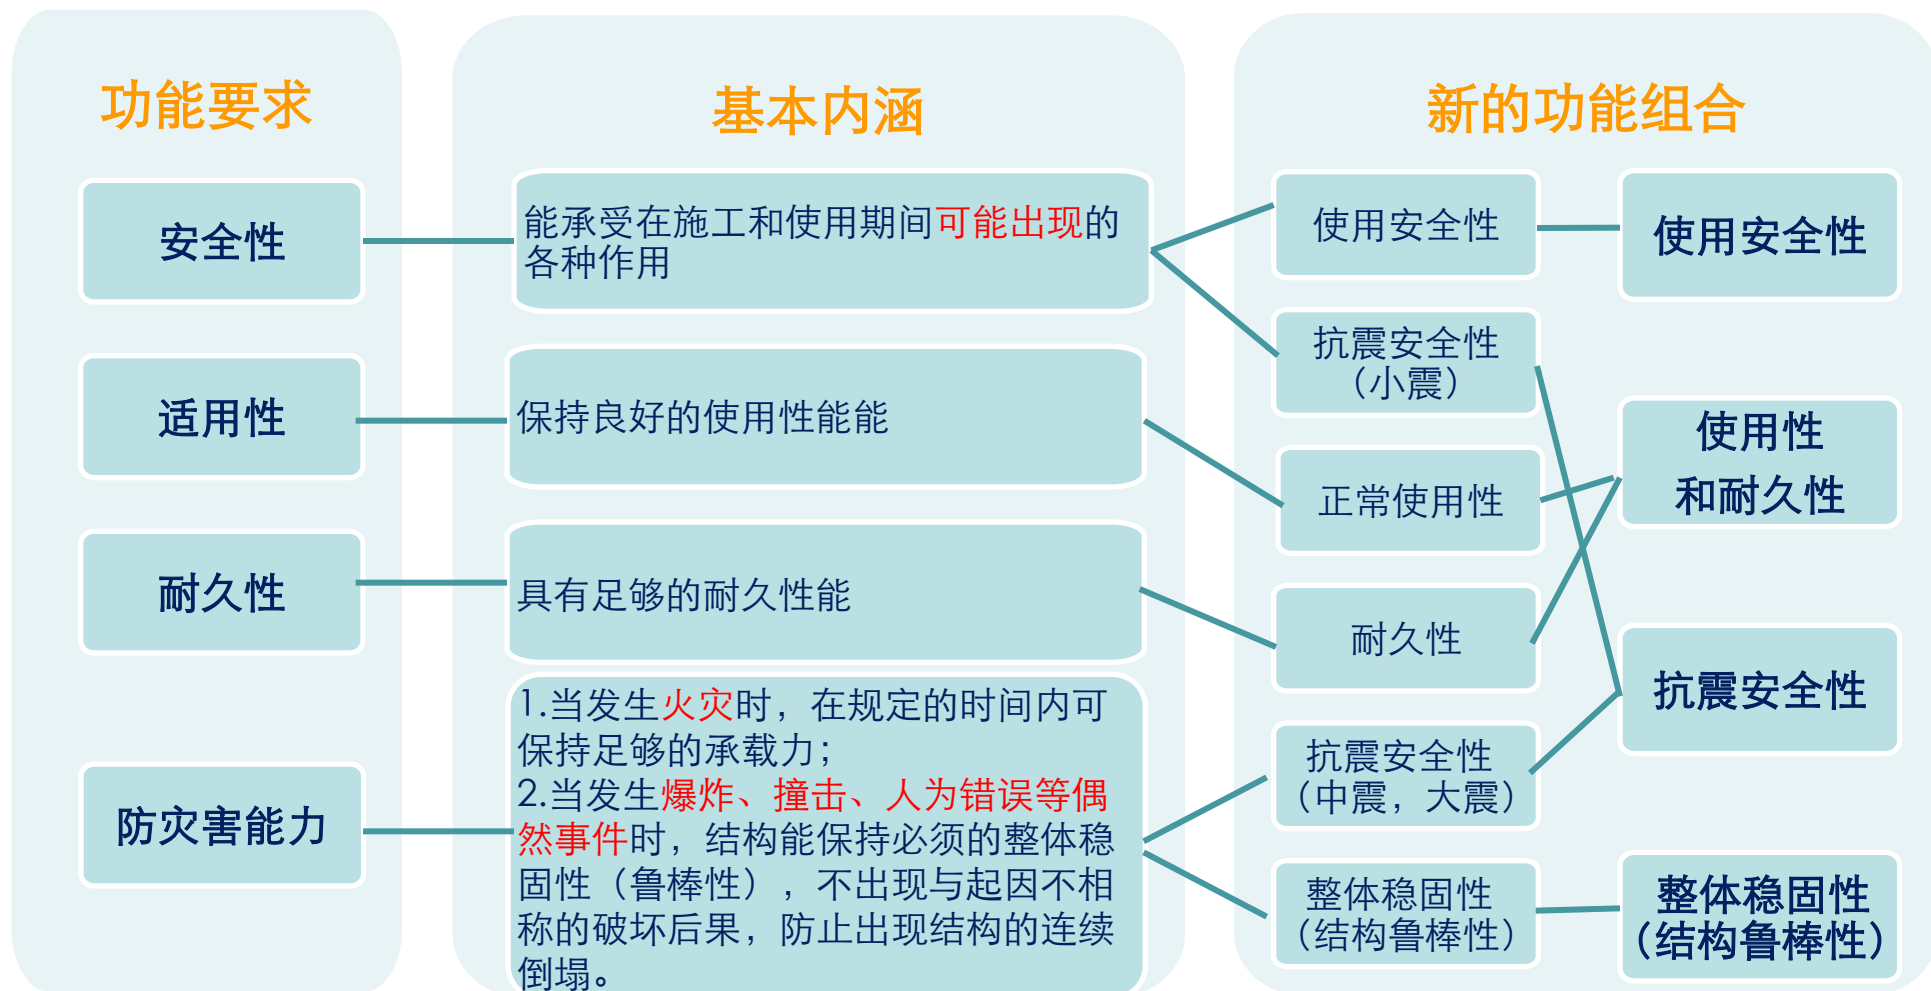 功能要求
安全性
适用性
耐久性
防灾害能力
基本内涵
能承受在施工和使用期间可能出现的
各种作用
保持良好的使用性能能
具有足够的耐久性能
1.当发生火灾时，在规定的时间内可
保持足够的承载力；
2.当发生爆炸、撞击、人为错误等偶
然事件时，结构能保持必须的整体稳
固性（鲁棒性），不出现与起因不相
称的破坏后果，防止出现结构的连续
倒塌。
新的功能组合
使用安全性
抗震安全性
（小震）
正常使用性
耐久性
抗震安全性
（中震，大震）
整体稳固性
（结构鲁棒性）
使用安全性
使用性
和耐久性
抗震安全性
整体稳固性
（结构鲁棒性）